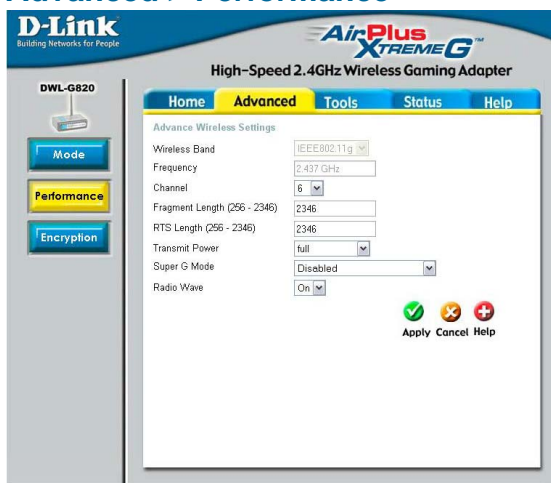 Advanced > Performance
D-Link
Building Networks for People
AirPlus
XTREME G™
High-Speed 2.4GHz Wireless Gaming Adapter
DWL-G820
Home Advanced Tools Status Help
Mode
Performance
Encryption
Advance Wireless Settings
Wireless Band IEEE802.11g
Frequency 2.437 GHz
Channel 6
Fragment Length (256 - 2346) 2346
RTS Length (256 - 2346) 2346
Transmit Power full
Super G Mode Disabled
Radio Wave On
Apply Cancel Help